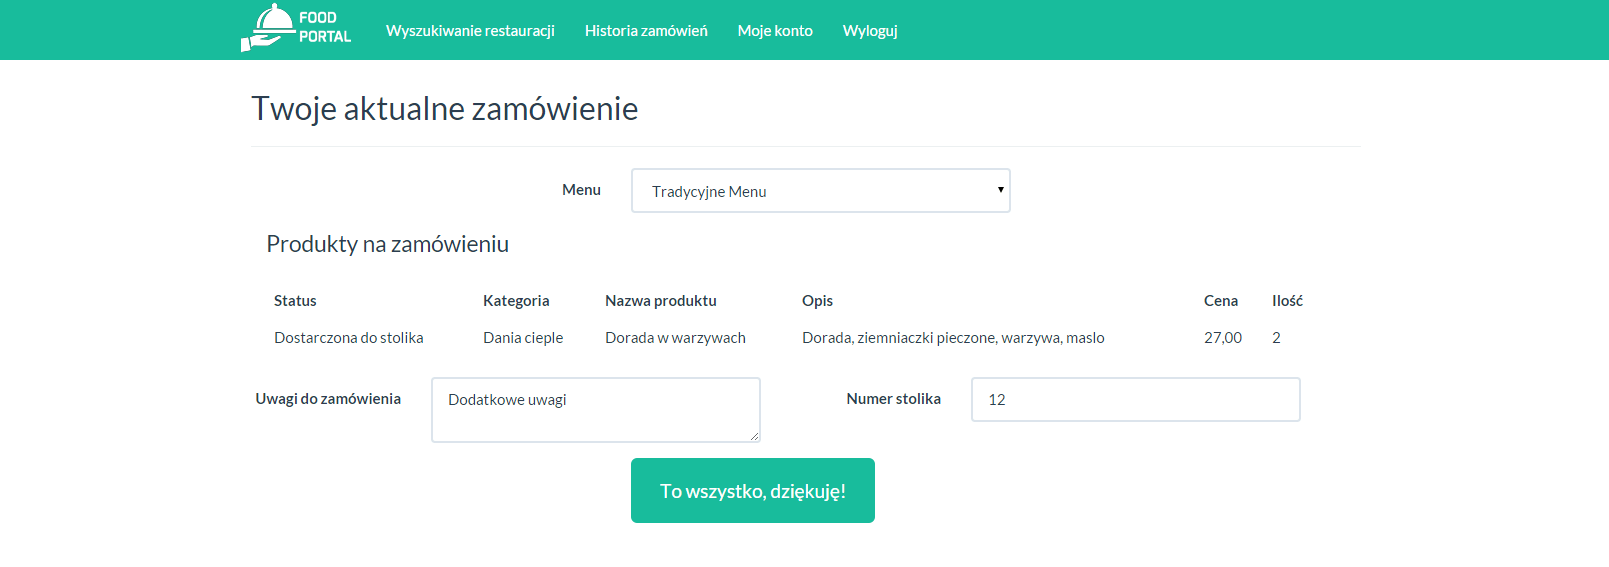 FOOD
PORTAL
Wyszukiwanie restauracji Historia zamówień Moje konto Wyloguj
Twoje aktualne zamówienie
Menu Tradycyjne Menu
Produkty na zamówieniu
Status Kategoria Nazwa produktu Opis Cena Ilość
Dostarczona do stolika Dania cieple Dorada w warzywach Dorada, ziemniaczki pieczone, warzywa, maslo 27,00 2
Uwagi do zamówienia Dodatkowe uwagi Numer stolika 12
To wszystko, dziękuję!